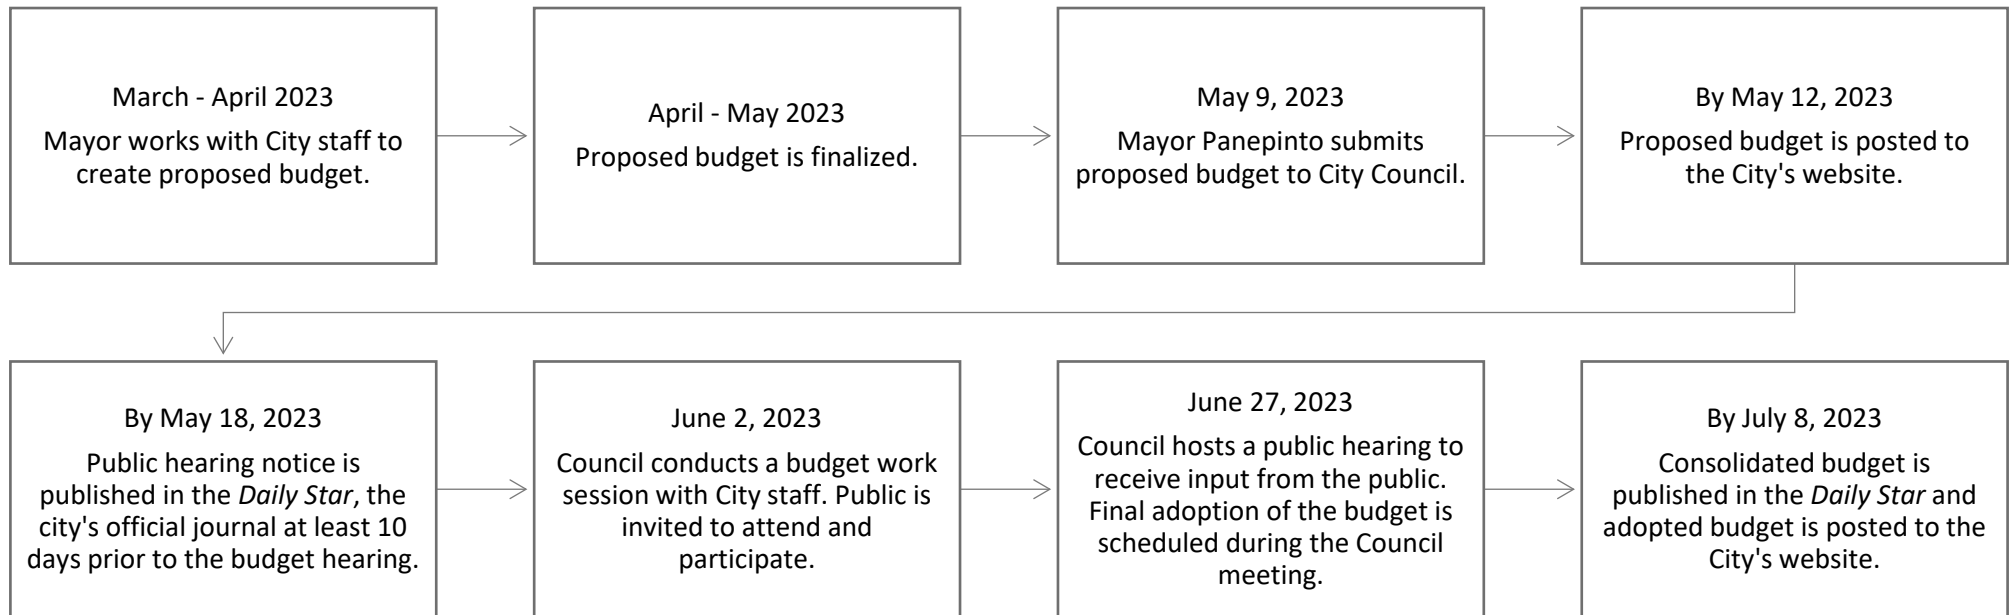 March - April 2023
Mayor works with City staff to
create proposed budget.
April - May 2023
Proposed budget is finalized.
May 9, 2023
Mayor Panepinto submits
proposed budget to City Council.
By May 12, 2023
Proposed budget is posted to
the City's website.
By May 18, 2023
Public hearing notice is
published in the Daily Star, the
city's official journal at least 10
days prior to the budget hearing.
June 2, 2023
Council conducts a budget work
session with City staff. Public is
invited to attend and
participate.
June 27, 2023
Council hosts a public hearing to
receive input from the public.
Final adoption of the budget is
scheduled during the Council
meeting.
By July 8, 2023
Consolidated budget is
published in the Daily Star and
adopted budget is posted to the
City's website.